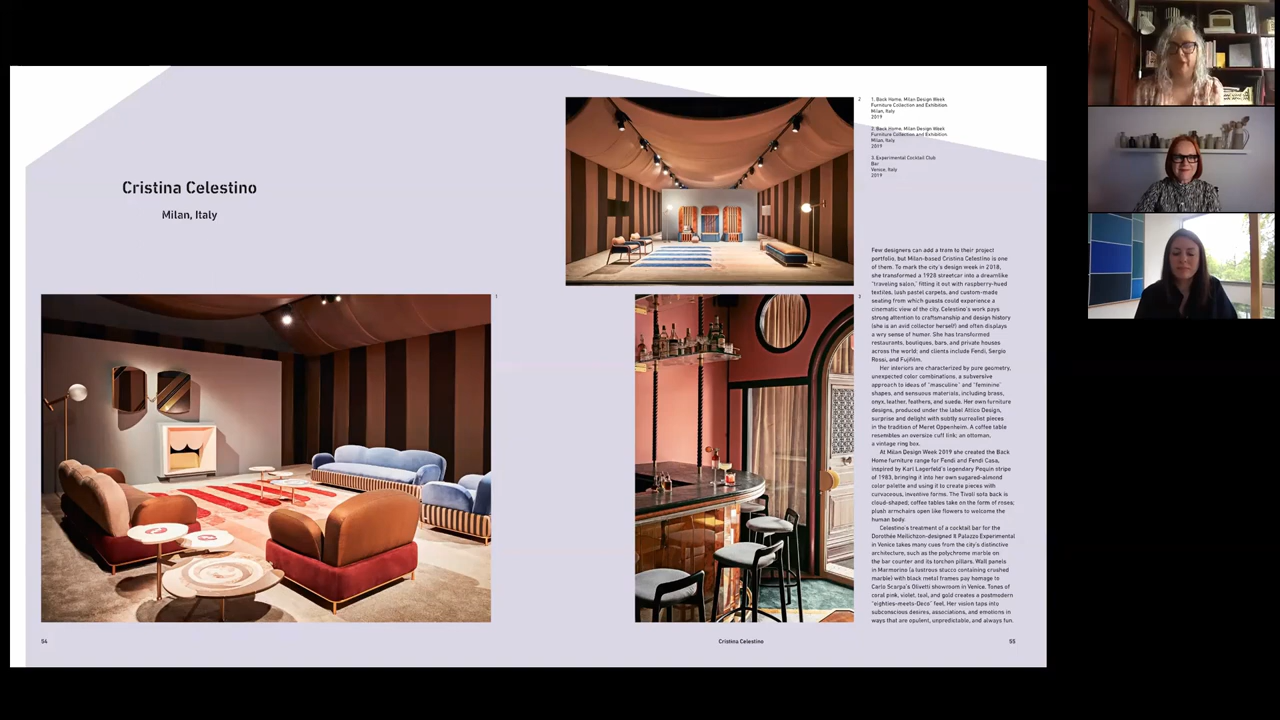 Cristina Celestino
Milan, Italy
1
54
2
1. Back Home, Milan Design Week
Furniture Collection and Exhibition
Milan, Italy
2019
2. Back Home, Milan Design Week
Furniture Collection and Exhibition
Milan, Italy
2019
3. Experimental Cocktail Club
Bar
Venice, Italy
2019
3
Few designers can add a tram to their project
portfolio, but Milan-based Cristina Celestino is one
of them. To mark the city's design week in 2018,
she transformed a 1928 streetcar into a dreamlike
"traveling salon," fitting it out with raspberry-hued
textiles, lush pastel carpets, and custom-made
seating from which guests could experience a
cinematic view of the city. Celestino's work pays
strong attention to craftsmanship and design history
(she is an avid collector herself) and often displays
a wry sense of humor. She has transformed
restaurants, boutiques, bars, and private houses
across the world; and clients include Fendi, Sergio
Rossi, and Fujifilm.
Her interiors are characterized by pure geometry,
unexpected color combinations, a subversive
approach to ideas of "masculine" and "feminine"
shapes, and sensuous materials, including brass,
onyx, leather, feathers, and suede. Her own furniture
designs, produced under the label Attico Design,
surprise and delight with subtly surrealist pieces
in the tradition of Meret Oppenheim. A coffee table
resembles an oversize cuff link; an ottoman,
a vintage ring box.
At Milan Design Week 2019 she created the Back
Home furniture range for Fendi and Fendi Casa,
inspired by Karl Lagerfeld's legendary Pequin stripe
of 1983, bringing it into her own sugared-almond
color palette and using it to create pieces with
curvaceous, inventive forms. The Tivoli sofa back is
cloud-shaped, coffee tables take on the form of roses;
plush armchairs open like flowers to welcome the
human body.
Celestino's treatment of a cocktail bar for the
Dorothée Meilichzon-designed Il Palazzo Experimental
in Venice takes many cues from the city's distinctive
architecture, such as the polychrome marble on
the bar counter and its torchon pillars. Wall panels
in Marmorino (a lustrous stucco containing crushed
marble) with black metal frames pay homage to
Carlo Scarpa's Olivetti showroom in Venice. Tones of
coral pink, violet, teal, and gold creates a postmodern
"eighties-meets-Deco" feel. Her vision taps into
subconscious desires, associations, and emotions in
ways that are opulent, unpredictable, and always fun.
Cristina Celestino
55